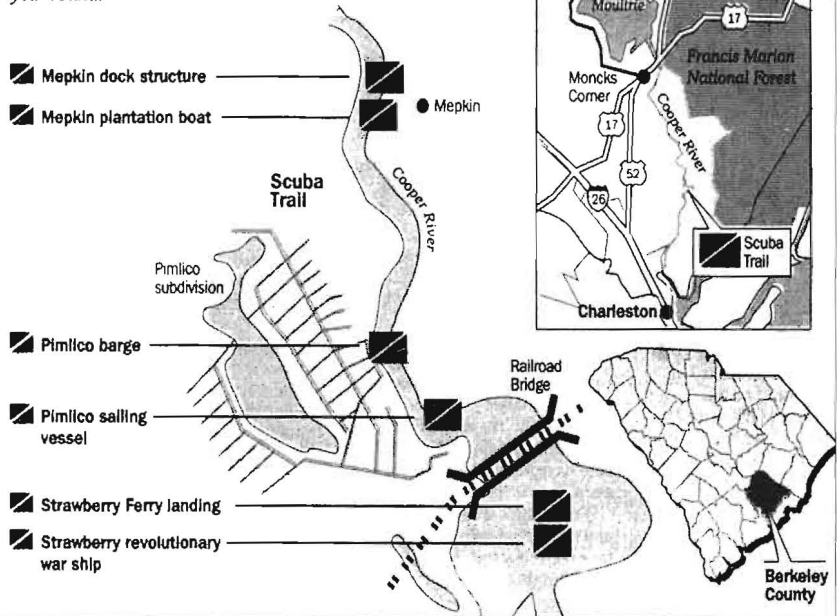 Mepkin dock structure
Mepkin plantation boat
Mepkin
Scuba
Trail
Cooper River
Pimlico
subdivision
Pimlico barge
Pimlico sailing
vessel
Railroad
Bridge
Strawberry Ferry landing
Strawberry revolutionary
war ship
Moultrie
17
Francis Marion
National Forest
Moncks
Corner
17
Cooper River
52
26
Scuba
Trail
Charleston
Berkeley
County